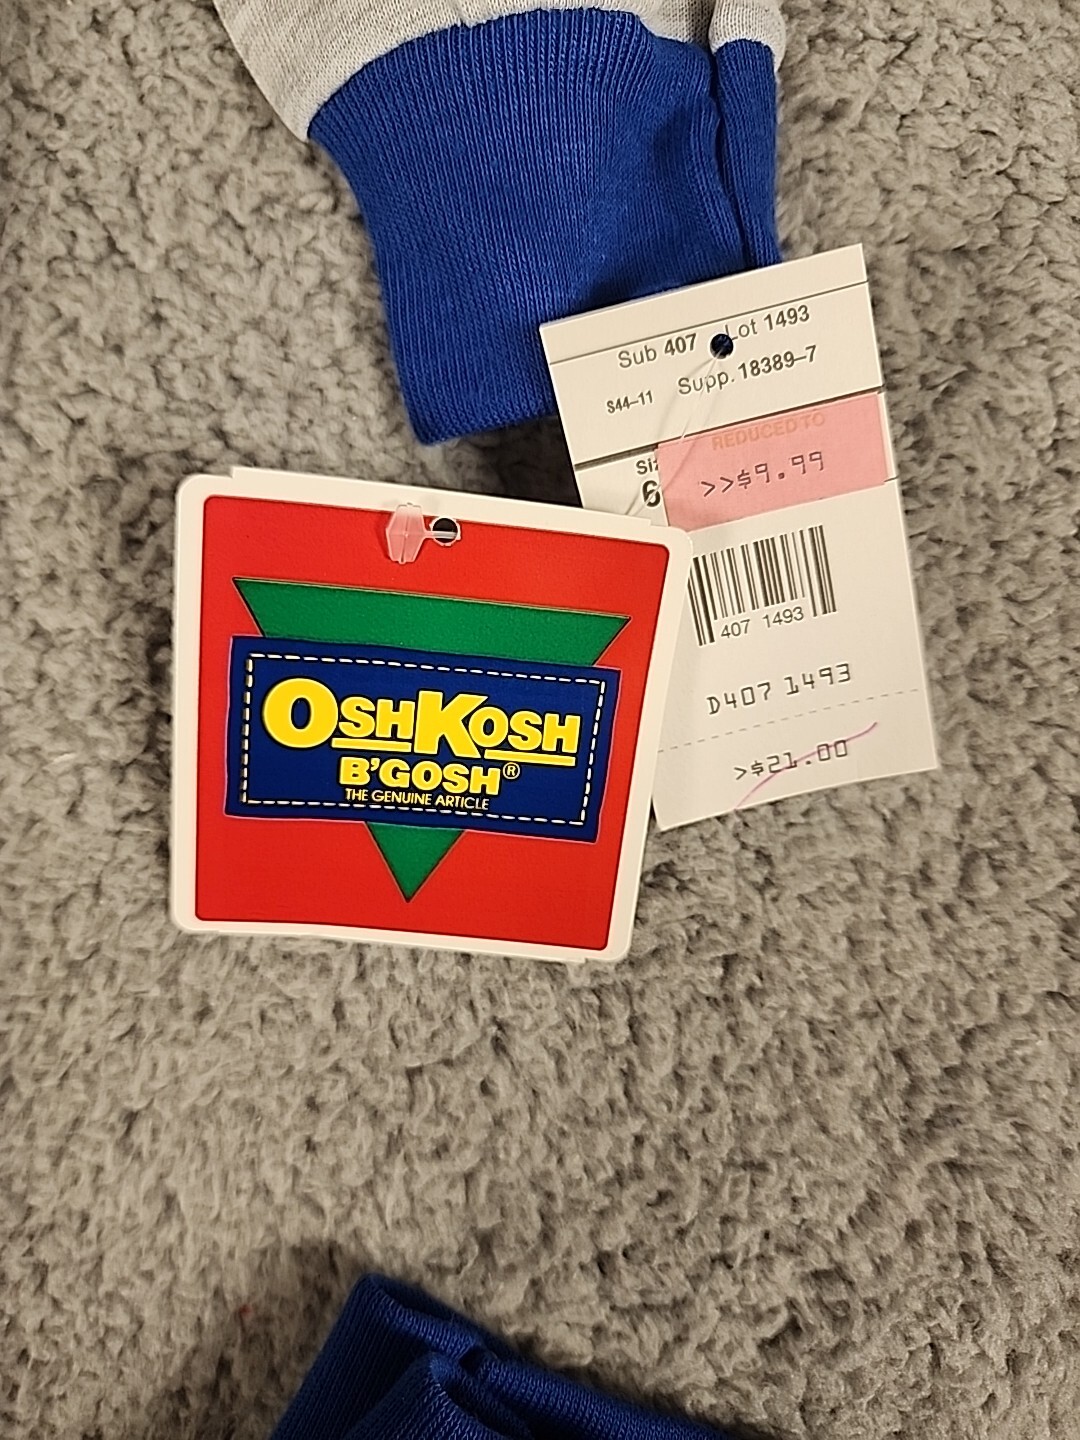 Sub 407 Lot 1493
S44–11 Supp. 18389–7
REDUCED TO
>>$9.99
6
407 1493
D407 1493
>$21.00
OSHKOSH
B'GOSH®
THE GENUINE ARTICLE